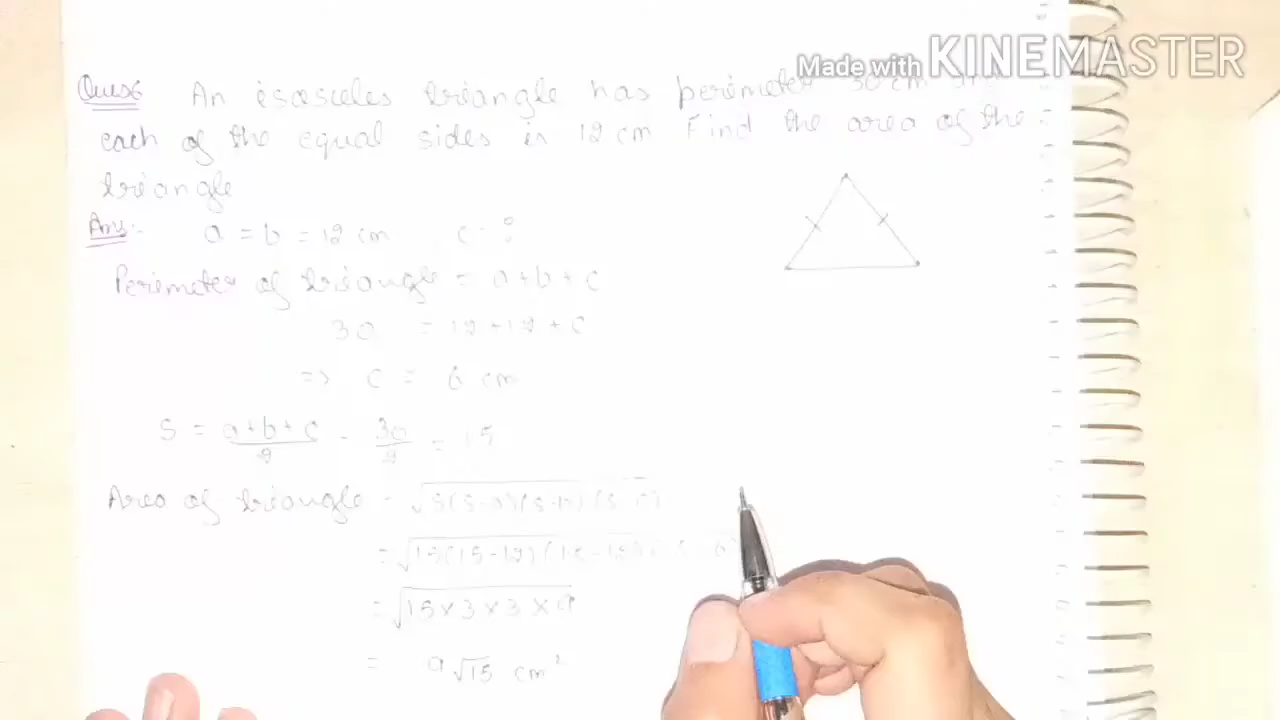 Made with KINEMASTER
Ques6 An isosceles triangle has perimeter 30 cm and
each of the equal sides is 12 cm Find the area of the
triangle
Ans:- a = b = 12 cm , c = ?
Perimeter of triangle = a + b + c
30 = 12 + 12 + c
=> c = 6 cm
S = a+b+c/2 = 30/2 = 15
Area of triangle = √S(S-a)(S-b)(S-c)
= √15(15-12)(15-12)(15-6)
= √15 × 3 × 3 × 9
= 9√15 cm²